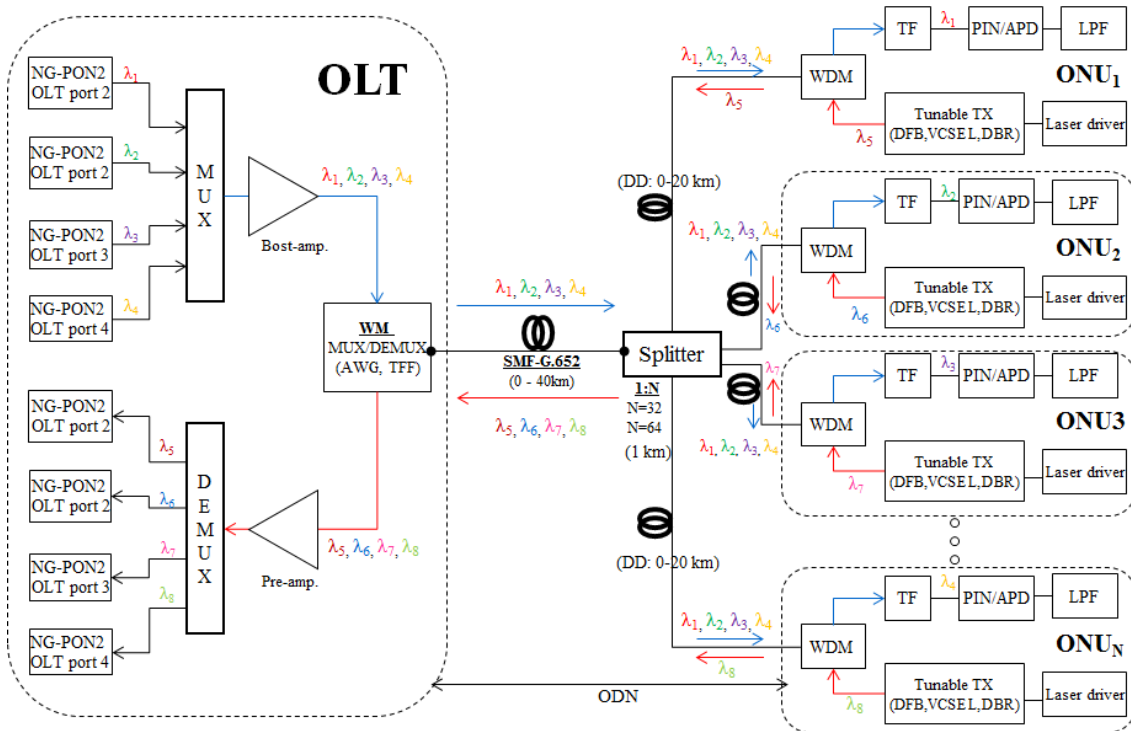 OLT
NG-PON2
OLT port 2
λ1
NG-PON2
OLT port 2
λ2
NG-PON2
OLT port 3
λ3
NG-PON2
OLT port 4
λ4
M
U
X
Bost-amp.
λ1, λ2, λ3, λ4
WM
MUX/DEMUX
(AWG, TFF)
NG-PON2
OLT port 2
λ5
NG-PON2
OLT port 2
λ6
NG-PON2
OLT port 3
λ7
NG-PON2
OLT port 4
λ8
D
E
M
U
X
Pre-amp.
λ5, λ6, λ7, λ8
λ1, λ2, λ3, λ4
SMF-G.652
(0 - 40km)
λ5, λ6, λ7, λ8
Splitter
1:N
N=32
N=64
(1 km)
(DD: 0-20 km)
(DD: 0-20 km)
ODN
λ1, λ2, λ3, λ4
λ5
WDM
TF
λ1
PIN/APD
LPF
ONU1
λ5
Tunable TX
(DFB,VCSEL,DBR)
Laser driver
λ1, λ2, λ3, λ4
λ6
WDM
TF
λ2
PIN/APD
LPF
ONU2
λ6
Tunable TX
(DFB,VCSEL,DBR)
Laser driver
λ7
λ1, λ2, λ3, λ4
WDM
TF
λ3
PIN/APD
LPF
ONU3
λ7
Tunable TX
(DFB,VCSEL,DBR)
Laser driver
λ1, λ2, λ3, λ4
λ8
WDM
TF
λ4
PIN/APD
LPF
ONUN
λ8
Tunable TX
(DFB,VCSEL,DBR)
Laser driver